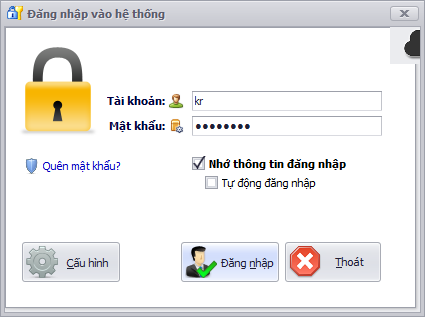 Đăng nhập vào hệ thống
Tài khoản: kr
Mật khẩu: ●●●●●●●●
Quên mật khẩu?
Nhớ thông tin đăng nhập
Tự động đăng nhập
Cấu hình
Đăng nhập
Thoát